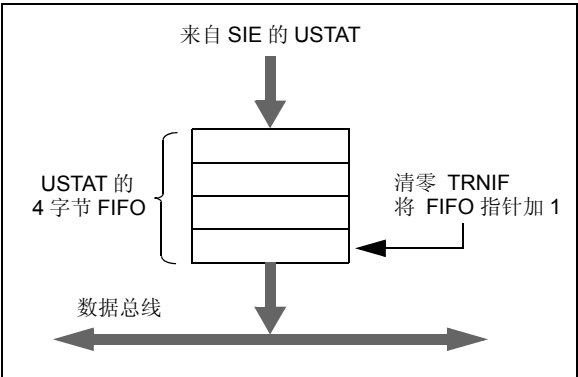 来自 SIE 的 USTAT
USTAT 的
4 字节 FIFO
清零 TRNIF
将 FIFO 指针加 1
数据总线